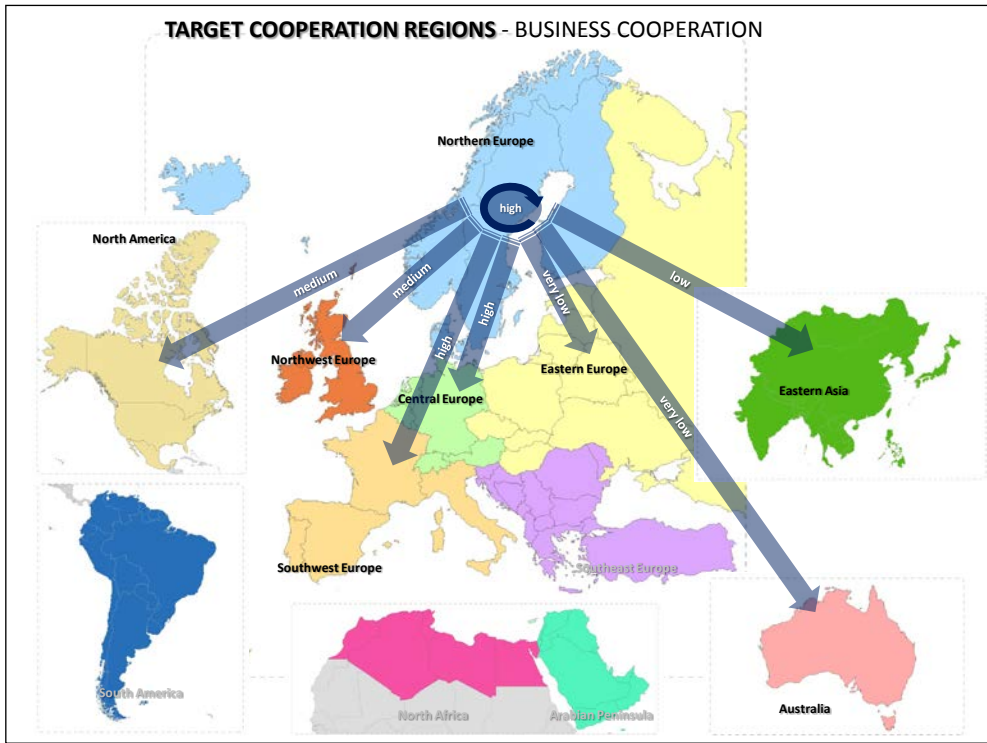 TARGET COOPERATION REGIONS - BUSINESS COOPERATION
Northern Europe
high
North America
medium
medium
high
high
very low
low
very low
Northwest Europe
Central Europe
Eastern Europe
Eastern Asia
Southwest Europe
Southeast Europe
South America
North Africa
Arabian Peninsula
Australia